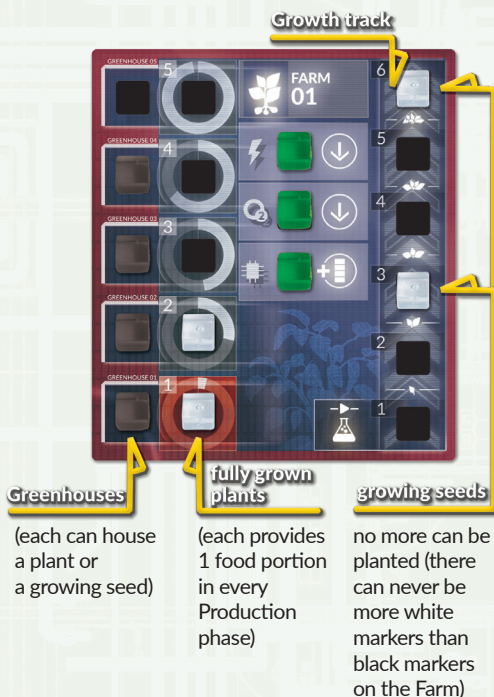 Growth track
GREENHOUSE 05
5
FARM
01
6
GREENHOUSE 04
4
5
2
4
GREENHOUSE 03
3
3
GREENHOUSE 02
2
2
GREENHOUSE 01
1
1
Greenhouses
(each can house
a plant or
a growing seed)
fully grown
plants
(each provides
1 food portion
in every
Production
phase)
growing seeds
no more can be
planted (there
can never be
more white
markers than
black markers
on the Farm)